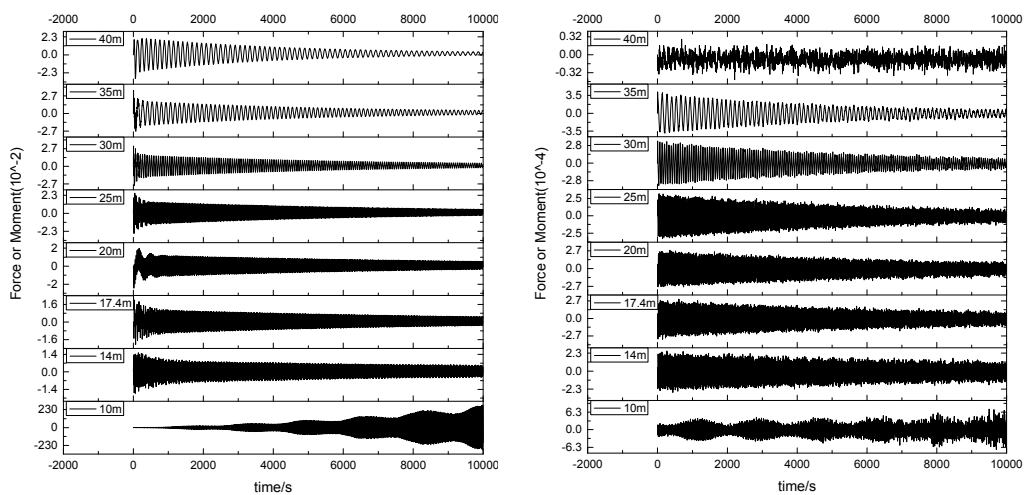 -2000 0 2000 4000 6000 8000 10000
2.3
0.0
-2.3
40m
2.7
0.0
-2.7
35m
2.7
0.0
-2.7
30m
2.3
0.0
-2.3
25m
2
0
-2
20m
1.6
0.0
-1.6
17.4m
1.4
0.0
-1.4
14m
230
0
-230
10m
-2000 0 2000 4000 6000 8000 10000
time/s
Force or Moment(10^-2)
-2000 0 2000 4000 6000 8000 10000
0.32
0.00
-0.32
40m
3.5
0.0
-3.5
35m
2.8
0.0
-2.8
30m
2.5
0.0
-2.5
25m
2.7
0.0
-2.7
20m
2.7
0.0
-2.7
17.4m
2.3
0.0
-2.3
14m
6.3
0.0
-6.3
10m
-2000 0 2000 4000 6000 8000 10000
time/s
Force or Moment(10^-4)